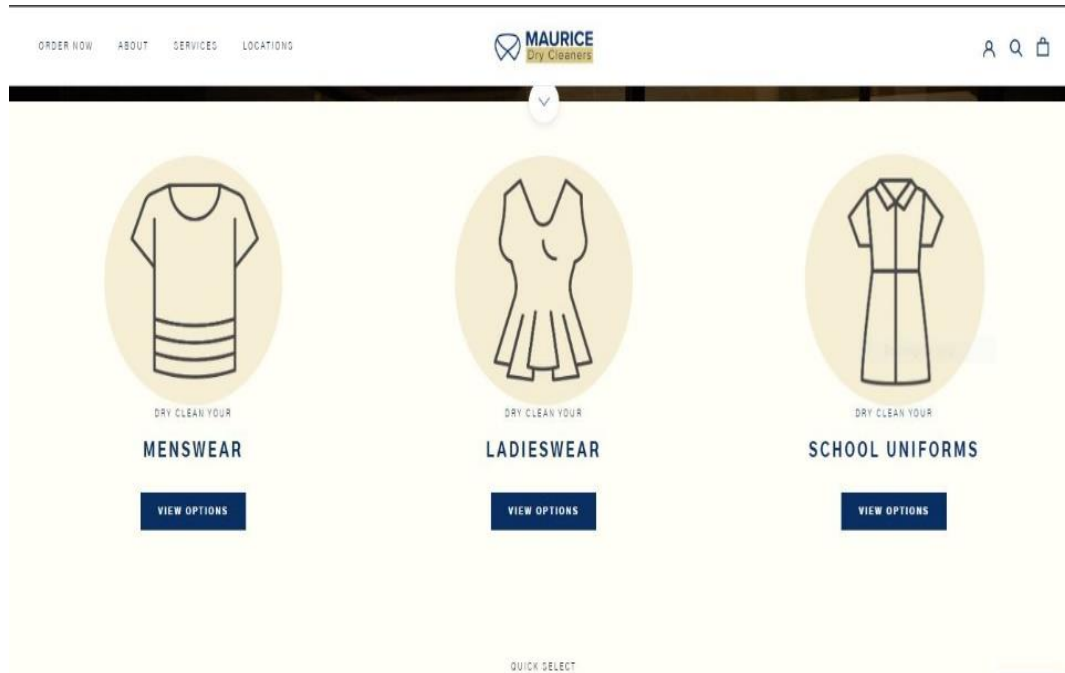 ORDER NOW ABOUT SERVICES LOCATIONS
MAURICE
Dry Cleaners
DRY CLEAN YOUR
MENSWEAR
VIEW OPTIONS
DRY CLEAN YOUR
LADIESWEAR
VIEW OPTIONS
DRY CLEAN YOUR
SCHOOL UNIFORMS
VIEW OPTIONS
QUICK SELECT